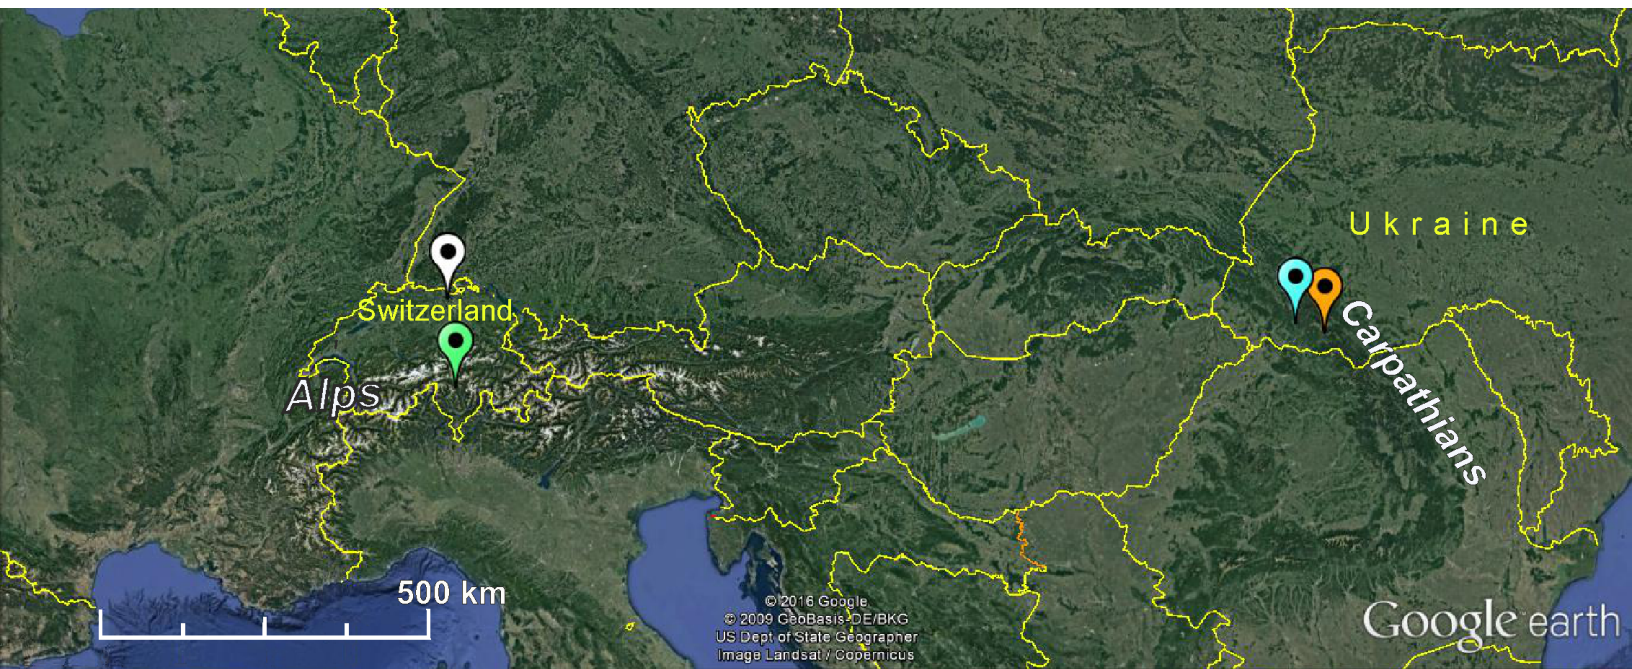 Ukraine
Switzerland
Carpathians
Alps
500 km
© 2016 Google
© 2009 GeoBasis-DE/BKG
US Dept of State Geographer
Image Landsat / Copernicus
Google earth